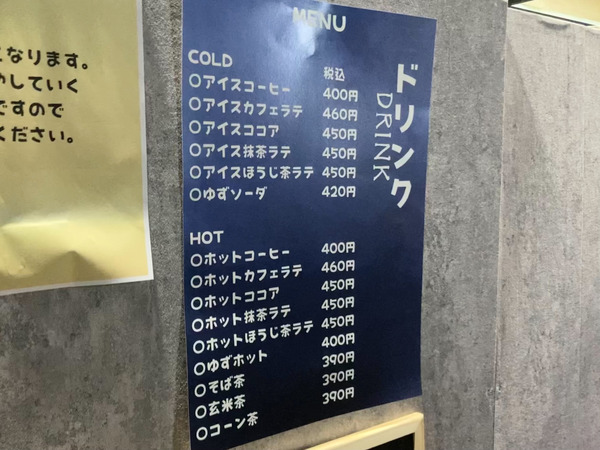 こなります。
やしていく
ですので
ください。
MENU
ドリンク
DRINK
COLD 税込
○アイスコーヒー 400円
○アイスカフェラテ 460円
○アイスココア 450円
○アイス抹茶ラテ 450円
○アイスほうじ茶ラテ 450円
○ゆずソーダ 420円
HOT
○ホットコーヒー 400円
○ホットカフェラテ 460円
○ホットココア 450円
○ホット抹茶ラテ 450円
○ホットほうじ茶ラテ 450円
○ゆずホット 400円
○そば茶 390円
○玄米茶 390円
○コーン茶 390円